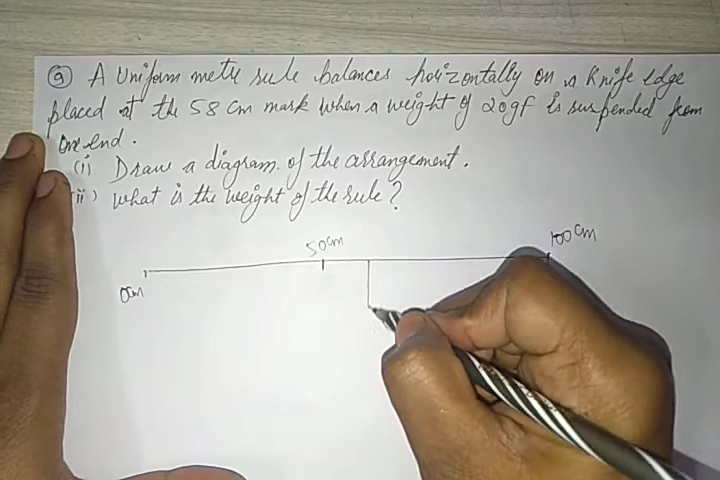 9 A Uniform metre rule balances horizontally on a Knife edge
placed at the 58 cm mark when a weight of 20gf is suspended from
one end.
(i) Draw a diagram of the arrangement.
(ii) What is the weight of the rule?
50cm
100cm
0cm